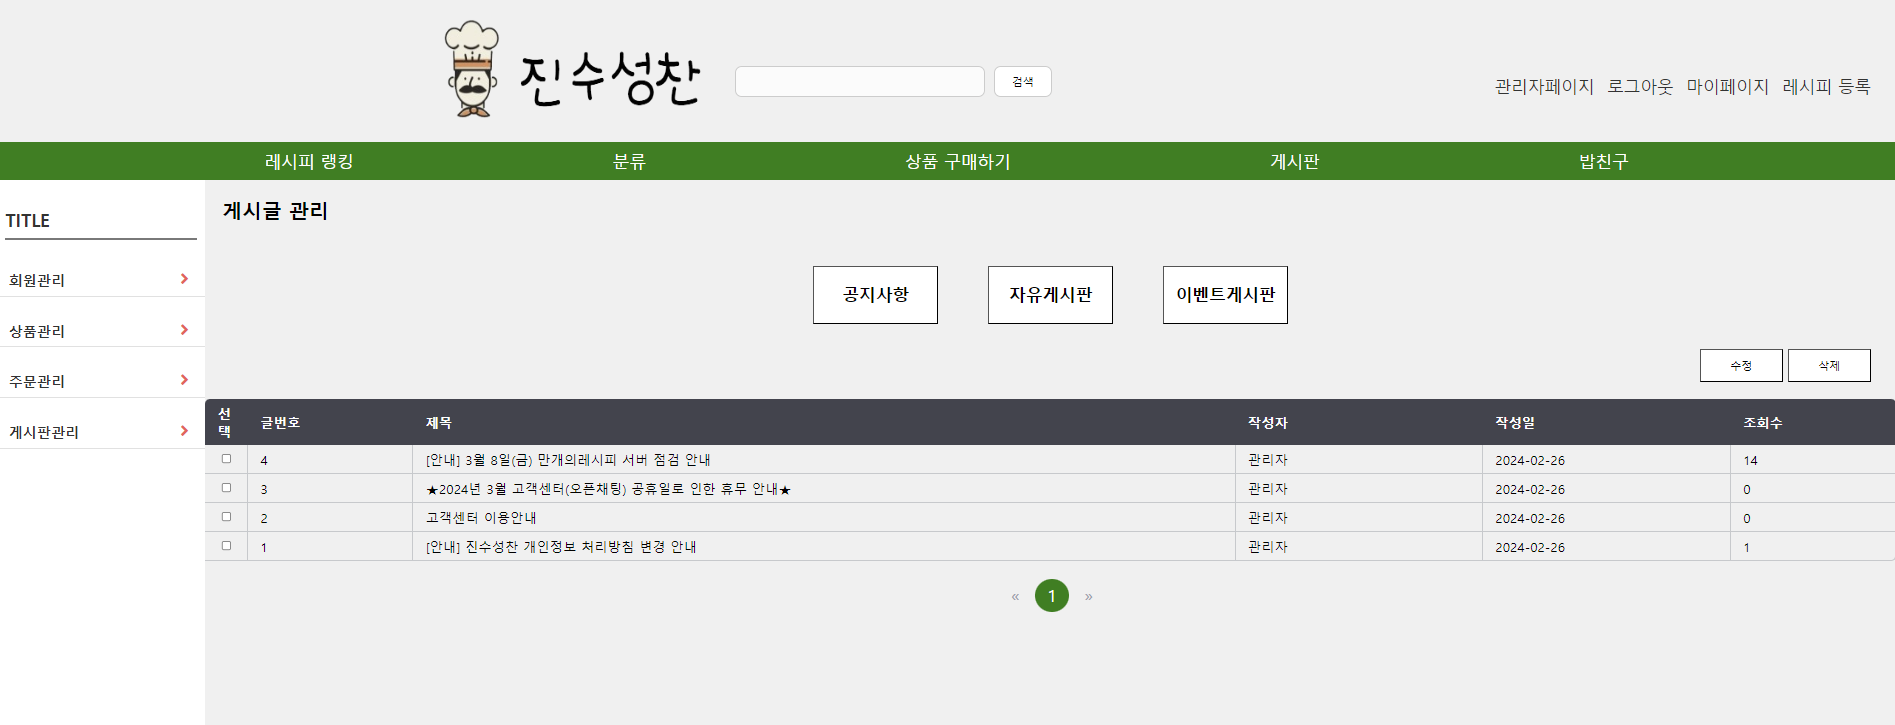 진수성찬
검색
관리자페이지 로그아웃 마이페이지 레시피 등록
레시피 랭킹 분류 상품 구매하기 게시판 밥친구
TITLE
회원관리
상품관리
주문관리
게시판관리
게시글 관리
공지사항 자유게시판 이벤트게시판
수정 삭제
선택 글번호 제목 작성자 작성일 조회수
4 [안내] 3월 8일(금) 만개의레시피 서버 점검 안내 관리자 2024-02-26 14
3 ★2024년 3월 고객센터(오픈채팅) 공휴일로 인한 휴무 안내★ 관리자 2024-02-26 0
2 고객센터 이용안내 관리자 2024-02-26 0
1 [안내] 진수성찬 개인정보 처리방침 변경 안내 관리자 2024-02-26 1
« 1 »